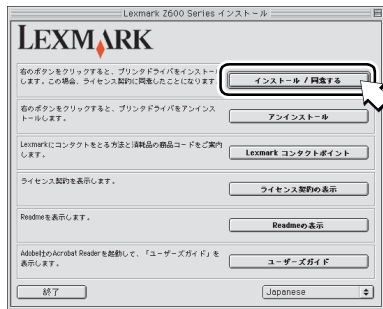 Lexmark Z600 Series インストール
LEXMARK
右のボタンをクリックすると、プリンタドライバをインストール
します。この場合、ライセンス契約に同意したことになります
インストール / 同意する
右のボタンをクリックすると、プリンタドライバをアンインス
トールします。
アンインストール
Lexmarkにコンタクトをとる方法と消耗品の商品コードをご案内
します。
Lexmark コンタクトポイント
ライセンス契約を表示します。
ライセンス契約の表示
Readmeを表示します。
Readmeの表示
Adobe社のAcrobat Readerを起動して、「ユーザーズガイド」を
表示します。
ユーザーズガイド
終了
Japanese